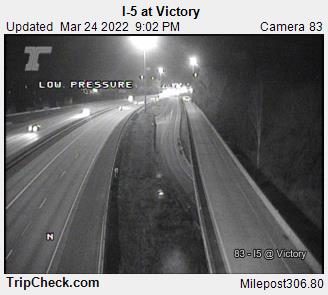 I-5 at Victory
Updated Mar 24 2022 9:02 PM Camera 83
T
LOW PRESSURE
N
83 - I5 @ Victory
TripCheck.com Milepost306.80